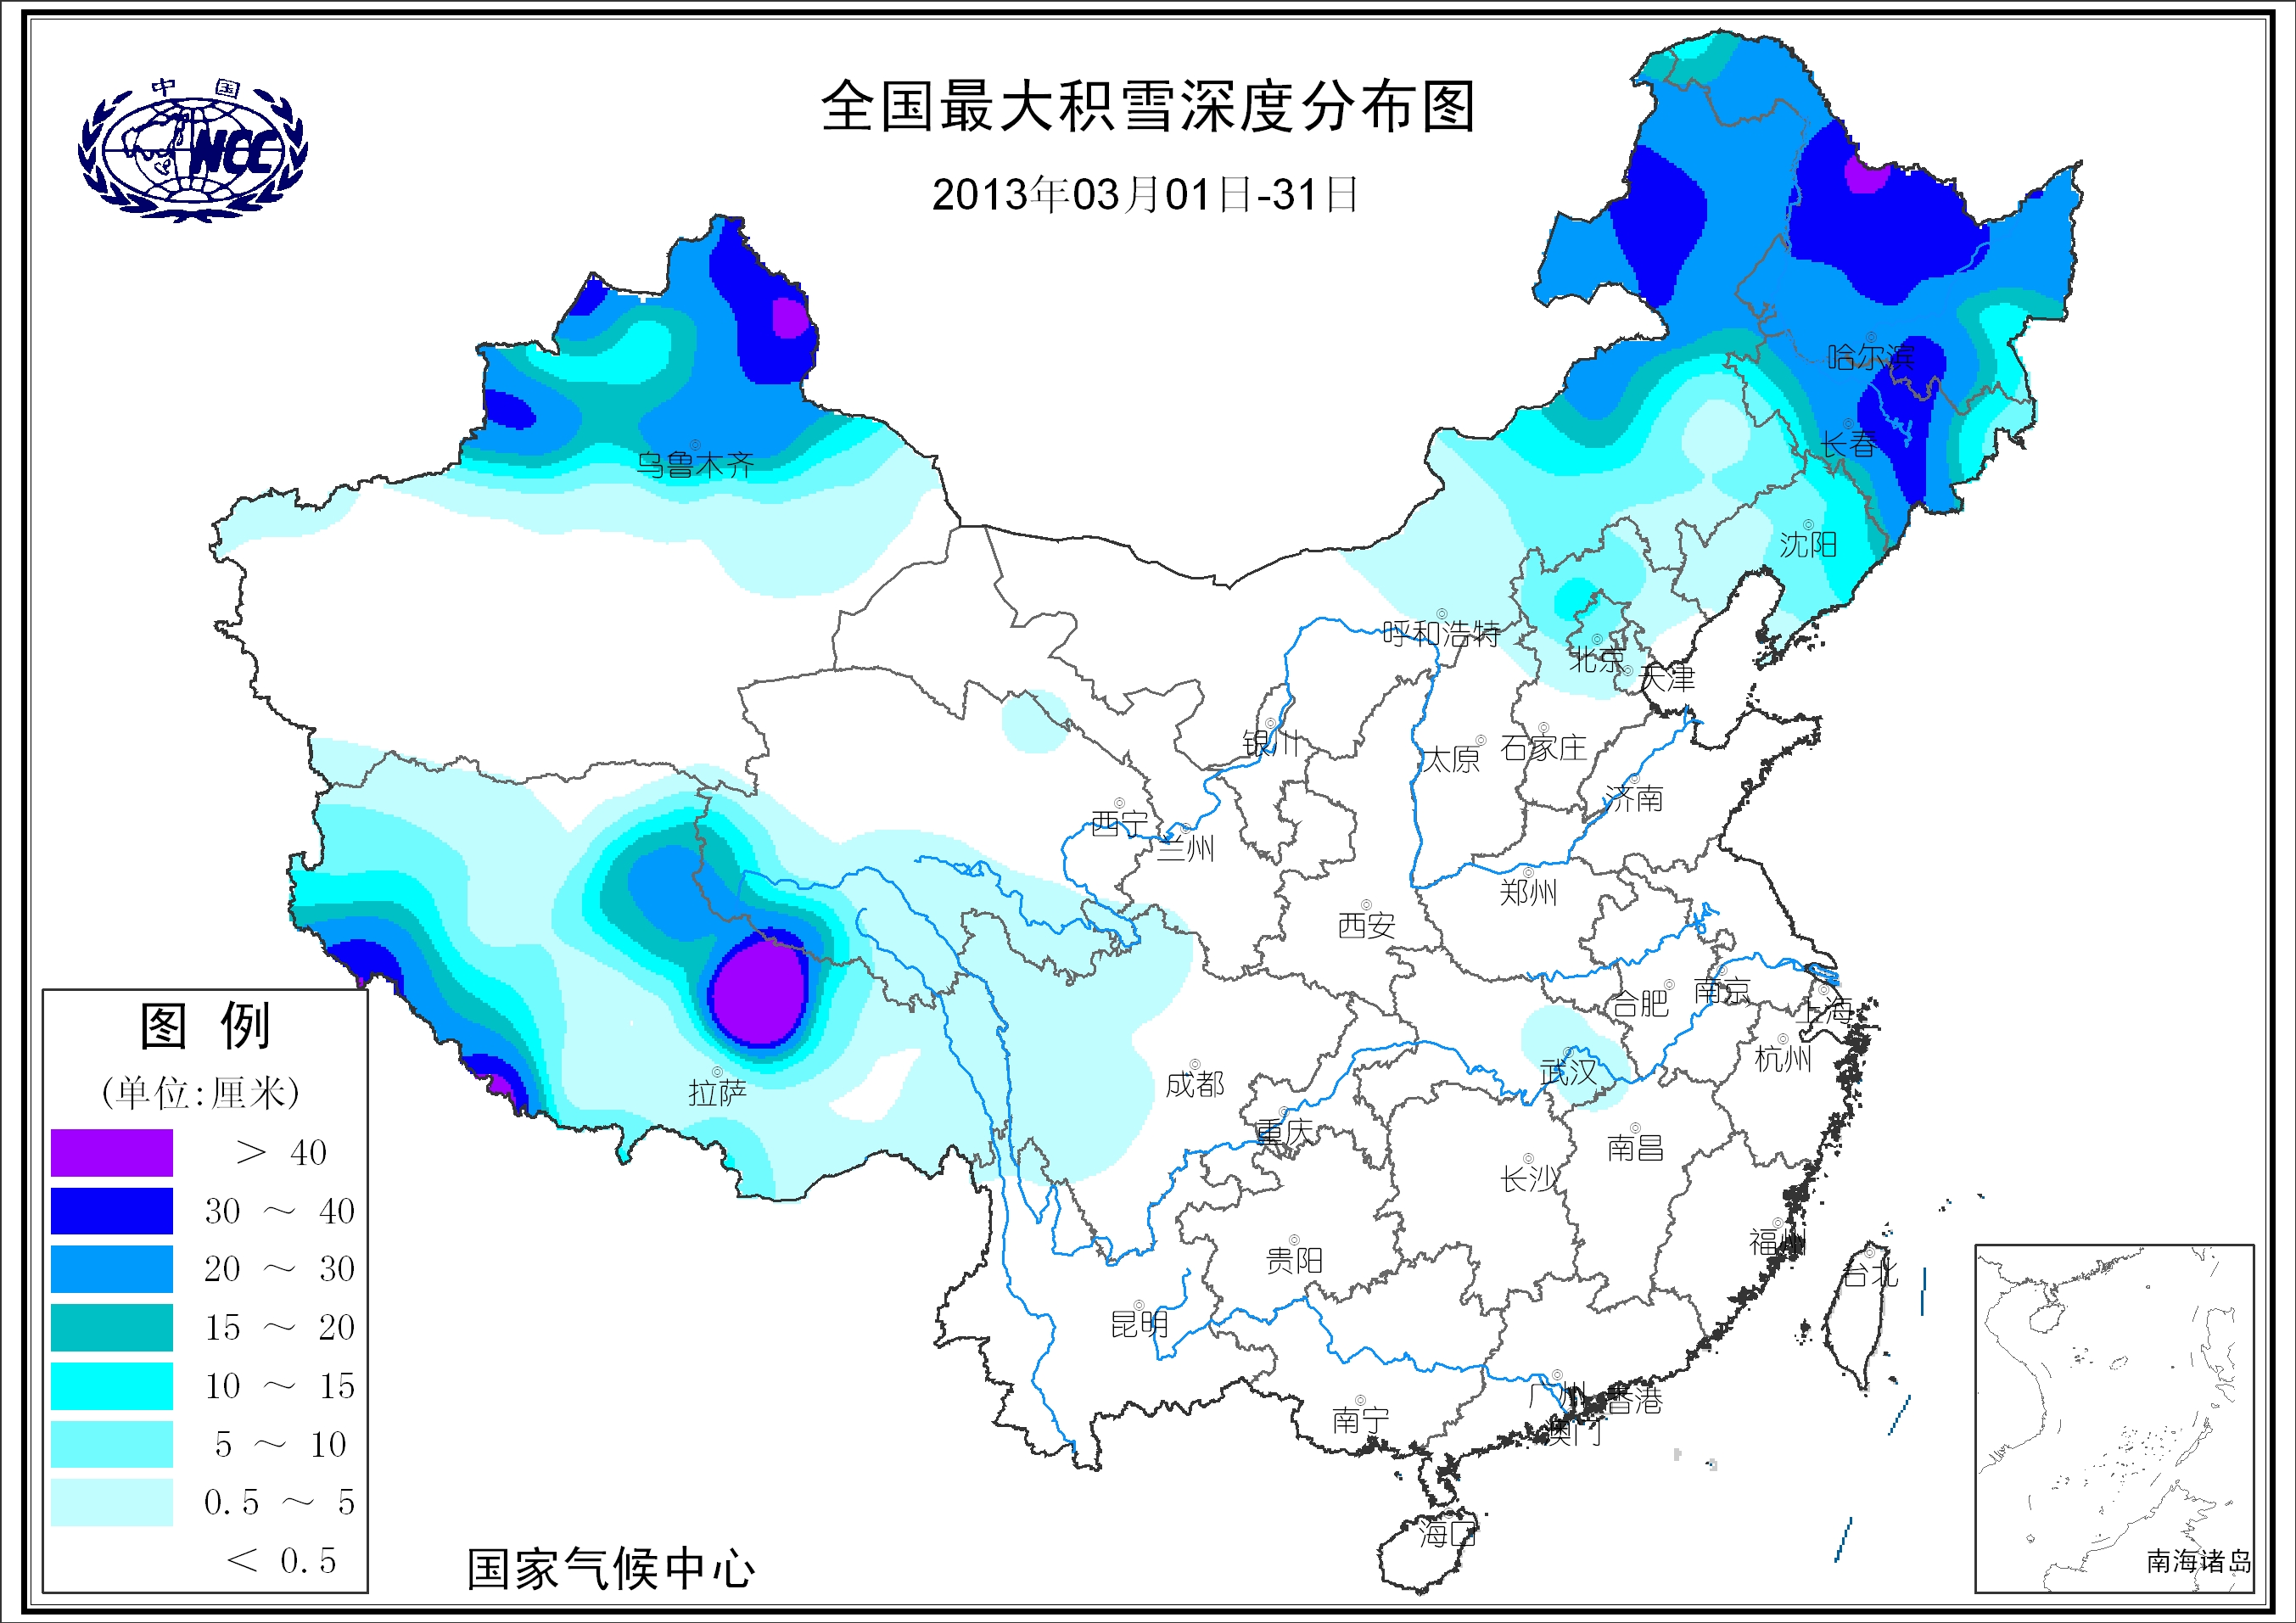 中 国
NCC
全国最大积雪深度分布图
2013年03月01日-31日
哈尔滨
长春
乌鲁木齐
沈阳
呼和浩特
北京
天津
银川
太原
石家庄
济南
西宁
兰州
郑州
西安
南京
合肥
上海
武汉
杭州
成都
拉萨
重庆
南昌
长沙
福州
贵阳
台北
昆明
广州
香港
南宁
澳门
海口
图 例
(单位:厘米)
> 40
30 ~ 40
20 ~ 30
15 ~ 20
10 ~ 15
5 ~ 10
0.5 ~ 5
< 0.5
国家气候中心
南海诸岛